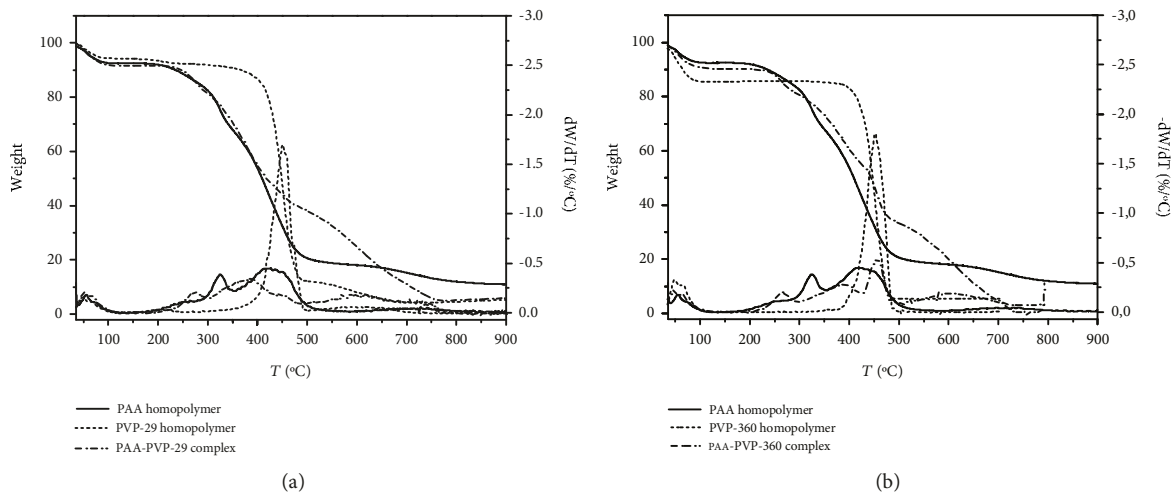 100
80
60
40
20
0
Weight
-3.0
-2.5
-2.0
-1.5
-1.0
-0.5
0.0
dW/dT (%/ºC)
100 200 300 400 500 600 700 800 900
T (ºC)
PAA homopolymer
PVP-29 homopolymer
PAA-PVP-29 complex
(a)
100
80
60
40
20
0
Weight
-3,0
-2,5
-2,0
-1,5
-1,0
-0,5
0,0
-dW/dT (%/ºC)
100 200 300 400 500 600 700 800 900
T (ºC)
PAA homopolymer
PVP-360 homopolymer
PAA-PVP-360 complex
(b)